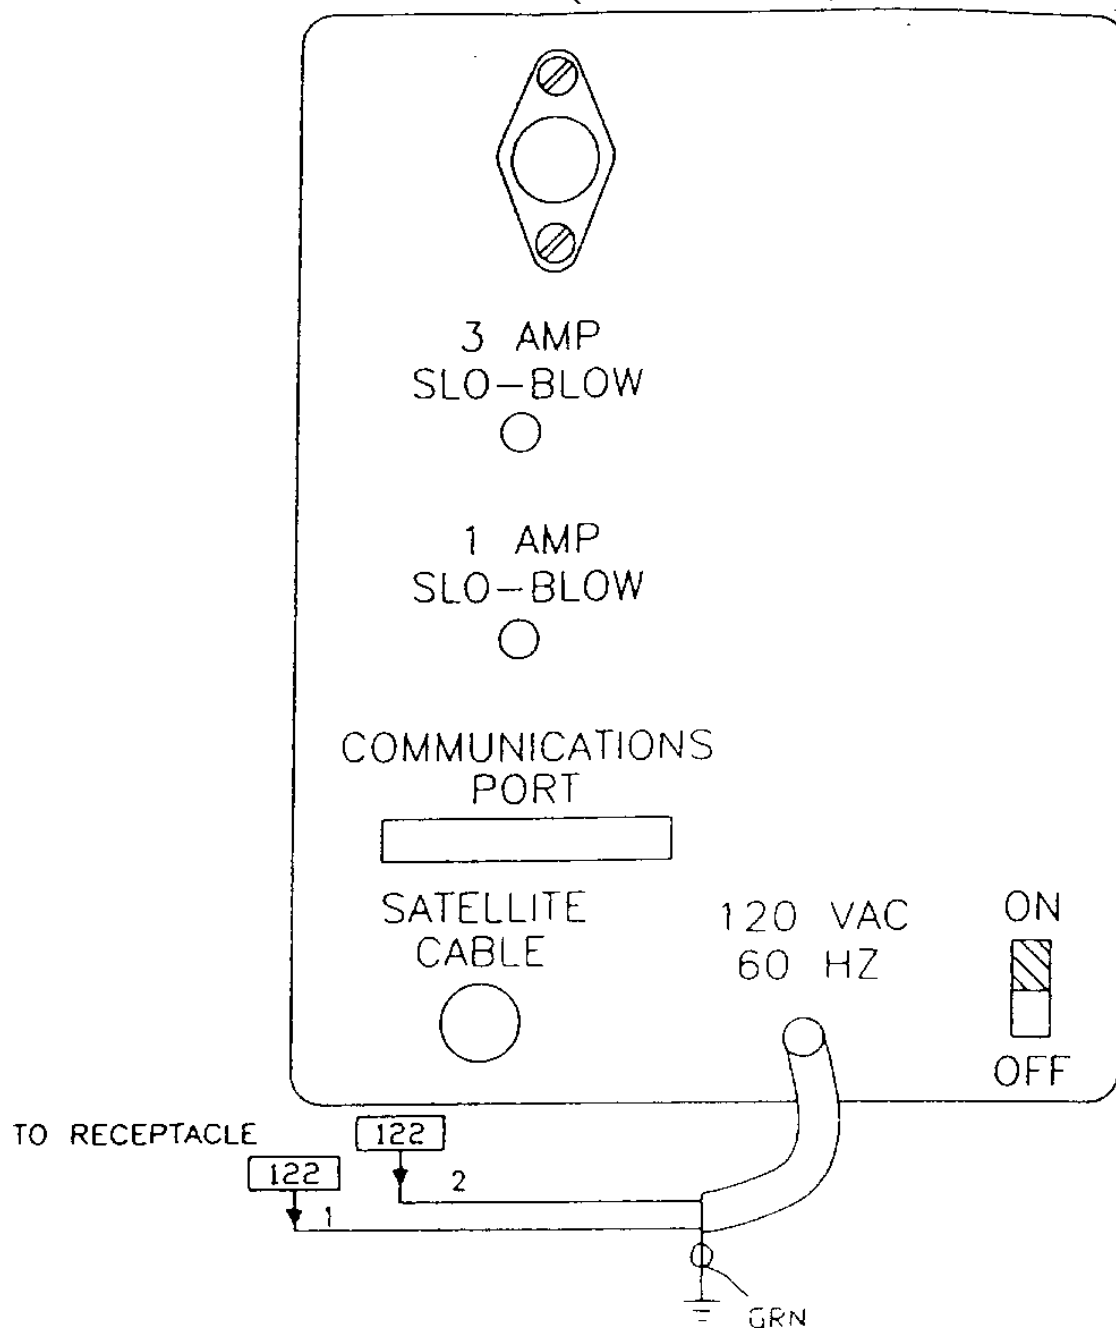 3 AMP
SLO-BLOW
1 AMP
SLO-BLOW
COMMUNICATIONS
PORT
SATELLITE
CABLE
120 VAC
60 HZ
ON
OFF
TO RECEPTACLE
122
122
2
1
GRN